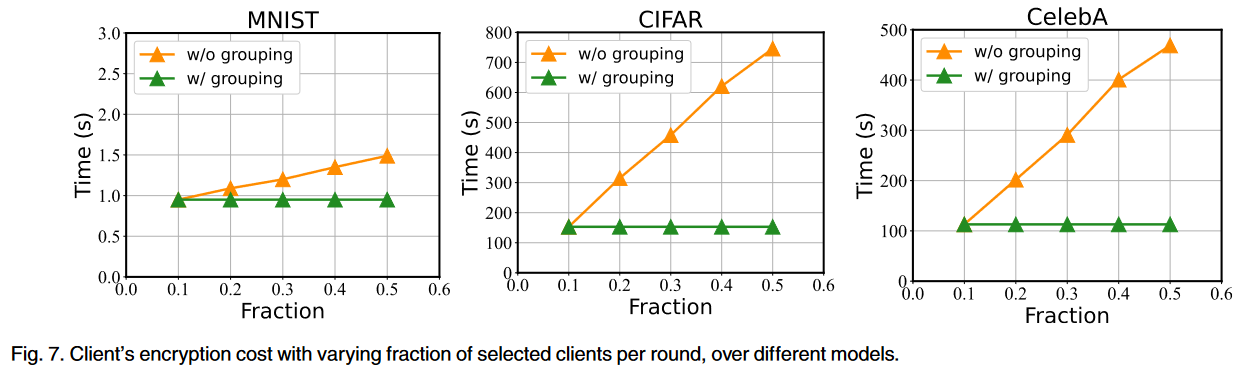 MNIST
3.0
2.5
2.0
1.5
1.0
0.5
0.0
Time (s)
w/o grouping
w/ grouping
0.0 0.1 0.2 0.3 0.4 0.5 0.6
Fraction
CIFAR
800
700
600
500
400
300
200
100
0
Time (s)
w/o grouping
w/ grouping
0.0 0.1 0.2 0.3 0.4 0.5 0.6
Fraction
CelebA
500
400
300
200
100
0
Time (s)
w/o grouping
w/ grouping
0.0 0.1 0.2 0.3 0.4 0.5 0.6
Fraction
Fig. 7. Client's encryption cost with varying fraction of selected clients per round, over different models.